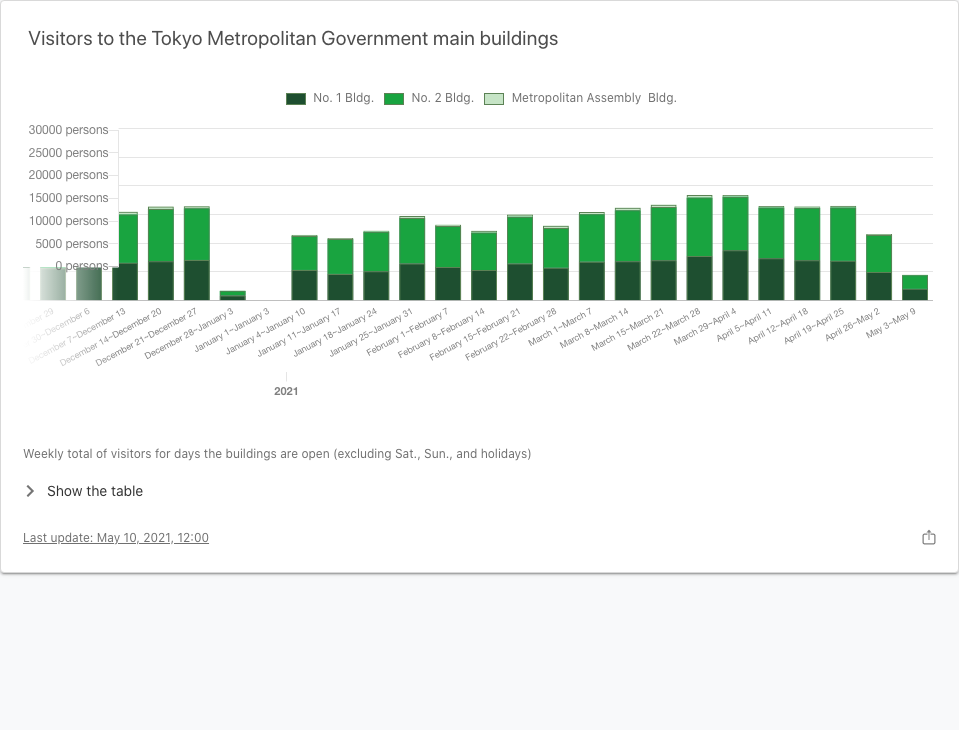 Visitors to the Tokyo Metropolitan Government main buildings
No. 1 Bldg. No. 2 Bldg. Metropolitan Assembly Bldg.
30000 persons
25000 persons
20000 persons
15000 persons
10000 persons
5000 persons
0 persons
29
December 6
December 7~December 13
December 14~December 20
December 21~December 27
December 28~January 3
January 1~January 3
January 4~January 10
January 11~January 17
January 18~January 24
January 25~January 31
February 1~February 7
February 8~February 14
February 15~February 21
February 22~February 28
March 1~March 7
March 8~March 14
March 15~March 21
March 22~March 28
March 29~April 4
April 5~April 11
April 12~April 18
April 19~April 25
April 26~May 2
May 3~May 9
2021
Weekly total of visitors for days the buildings are open (excluding Sat., Sun., and holidays)
Show the table
Last update: May 10, 2021, 12:00